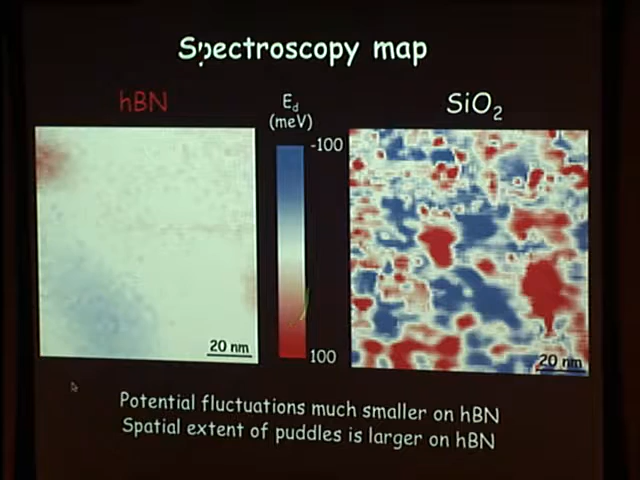 Spectroscopy map
hBN
E_d
(meV)
SiO₂
-100
100
20 nm
20 nm
Potential fluctuations much smaller on hBN
Spatial extent of puddles is larger on hBN